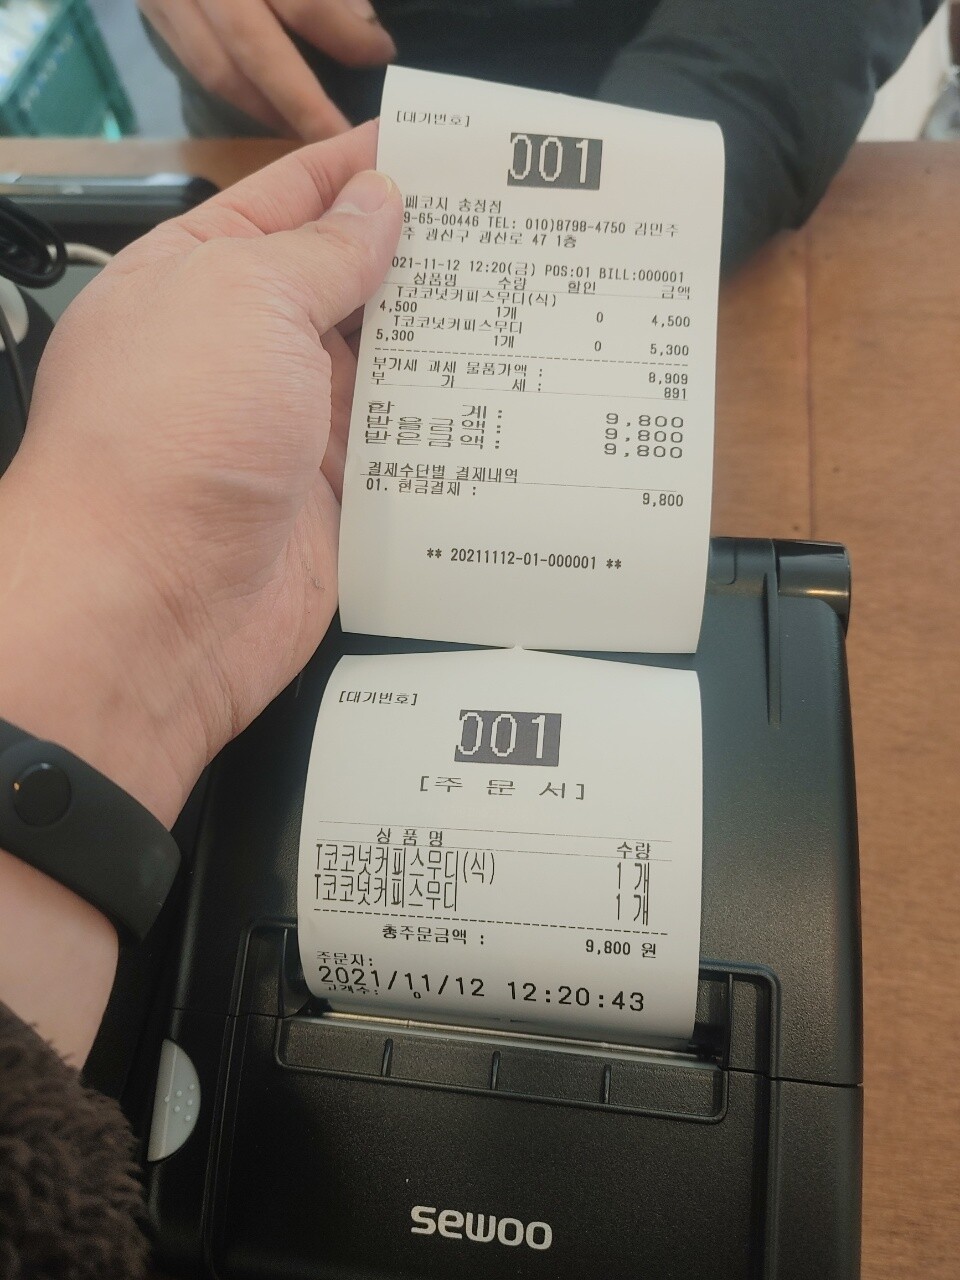 [대기번호]
001
페코지 송정점
9-65-00446 TEL: 010)8798-4750 김민주
주 광산구 광산로 47 1층
021-11-12 12:20(금) POS:01 BILL:000001
상품명 수량 할인 금액
T코코넛커피스무디(식)
4,500 1개 0 4,500
T코코넛커피스무디
5,300 1개 0 5,300
부가세 과세 물품가액 : 8,909
부 가 세 : 891
합 계 : 9,800
받을금액 : 9,800
받은금액 : 9,800
결제수단별 결제내역
01. 현금결제 : 9,800
** 20211112-01-000001 **
[대기번호]
001
[주 문 서]
상 품 명 수량
T코코넛커피스무디(식) 1 개
T코코넛커피스무디 1 개
총주문금액 : 9,800 원
주문자:
2021/11/12 12:20:43
고객수: 0
sewoo